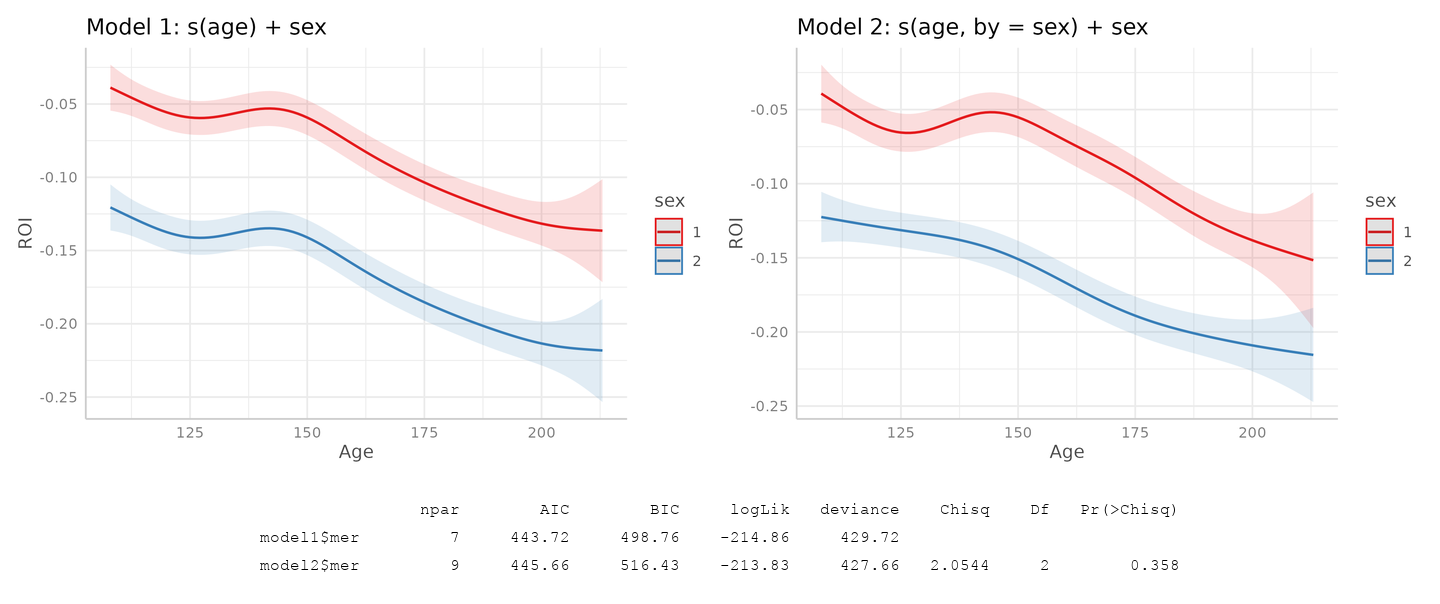 Model 1: s(age) + sex
-0.05
-0.10
-0.15
-0.20
-0.25
ROI
125 150 175 200
Age
sex
1
2
Model 2: s(age, by = sex) + sex
-0.05
-0.10
-0.15
-0.20
-0.25
ROI
125 150 175 200
Age
sex
1
2
npar AIC BIC logLik deviance Chisq Df Pr(>Chisq)
model1$mer 7 443.72 498.76 -214.86 429.72
model2$mer 9 445.66 516.43 -213.83 427.66 2.0544 2 0.358